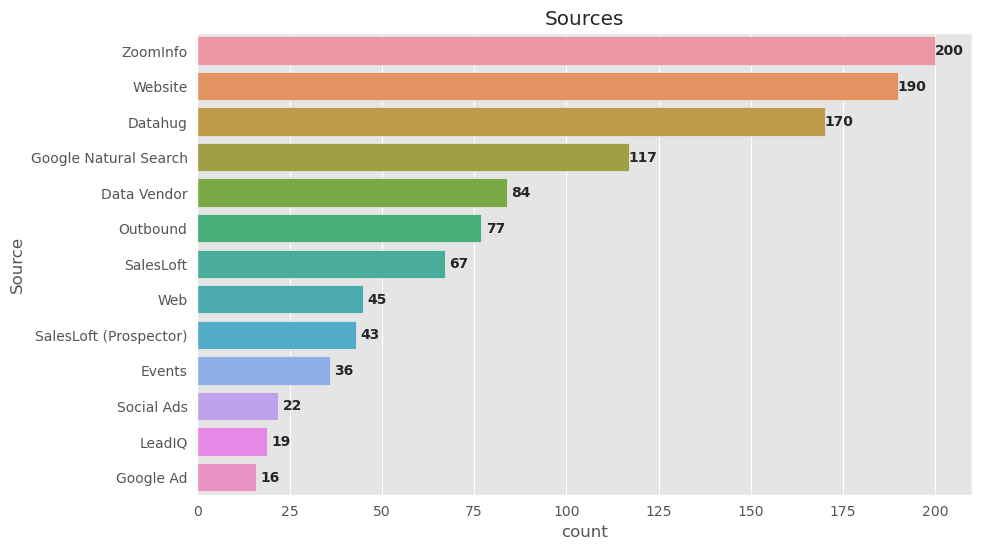 Sources
Source
ZoomInfo 200
Website 190
Datahug 170
Google Natural Search 117
Data Vendor 84
Outbound 77
SalesLoft 67
Web 45
SalesLoft (Prospector) 43
Events 36
Social Ads 22
LeadIQ 19
Google Ad 16
0 25 50 75 100 125 150 175 200
count